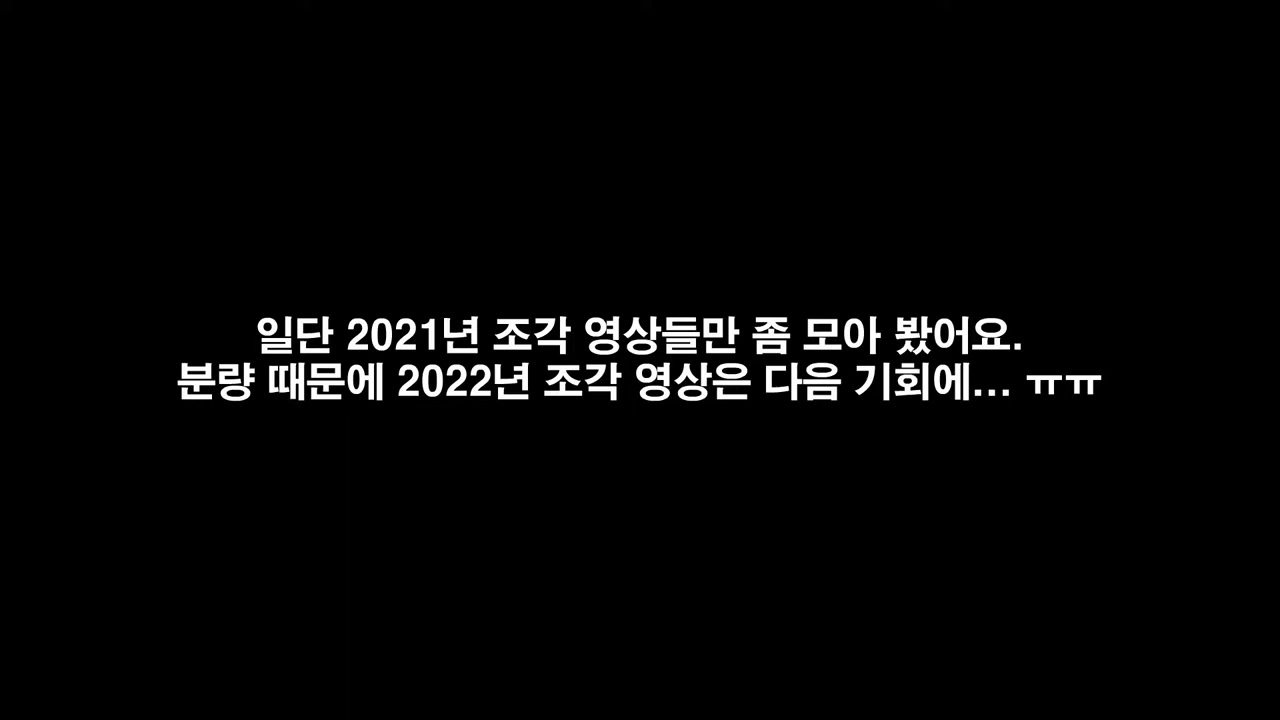 일단 2021년 조각 영상들만 좀 모아 봤어요.
분량 때문에 2022년 조각 영상은 다음 기회에... ㅠㅠ